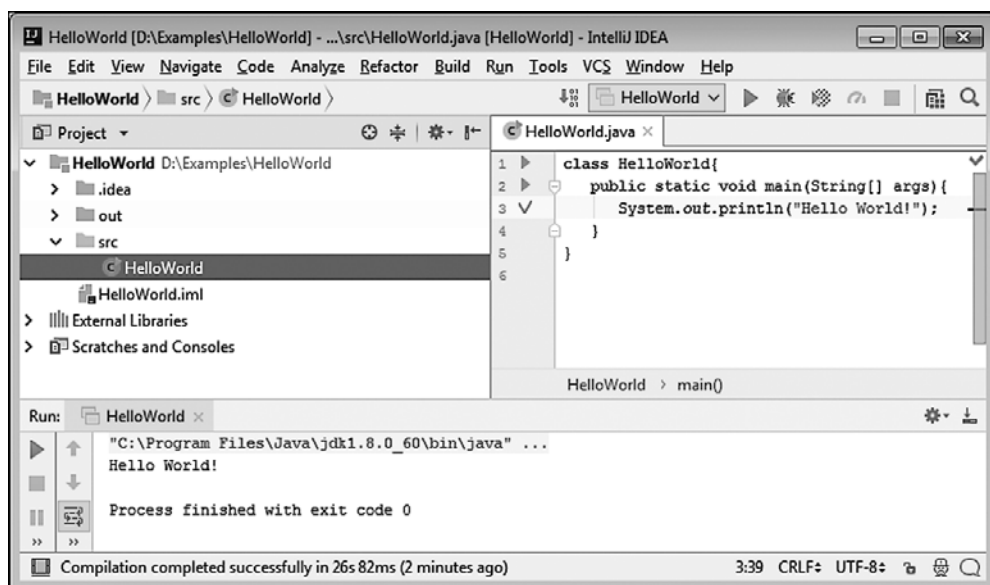 HelloWorld [D:\Examples\HelloWorld] - ...\src\HelloWorld.java [HelloWorld] - IntelliJ IDEA
File Edit View Navigate Code Analyze Refactor Build Run Tools VCS Window Help
HelloWorld src HelloWorld HelloWorld
Project HelloWorld.java
HelloWorld D:\Examples\HelloWorld
.idea
out
src
HelloWorld
HelloWorld.iml
External Libraries
Scratches and Consoles
1 class HelloWorld{
2 public static void main(String[] args){
3 System.out.println("Hello World!");
4 }
5 }
6
HelloWorld > main()
Run: HelloWorld
"C:\Program Files\Java\jdk1.8.0_60\bin\java" ...
Hello World!
Process finished with exit code 0
Compilation completed successfully in 26s 82ms (2 minutes ago) 3:39 CRLF UTF-8